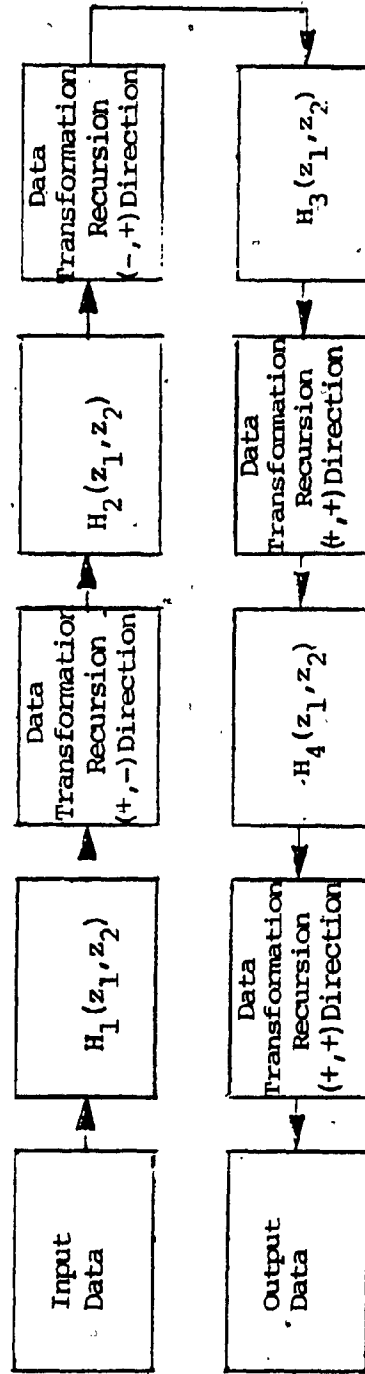 Input
Data
H1(z1,z2)
Data
Transformation
Recursion
(+,-)Direction
H2(z1,z2)
Data
Transformation
Recursion
(-,+)Direction
H3(z1,z2)
Data
Transformation
Recursion
(+,+)Direction
H4(z1,z2)
Data
Transformation
Recursion
(+,+)Direction
Output
Data